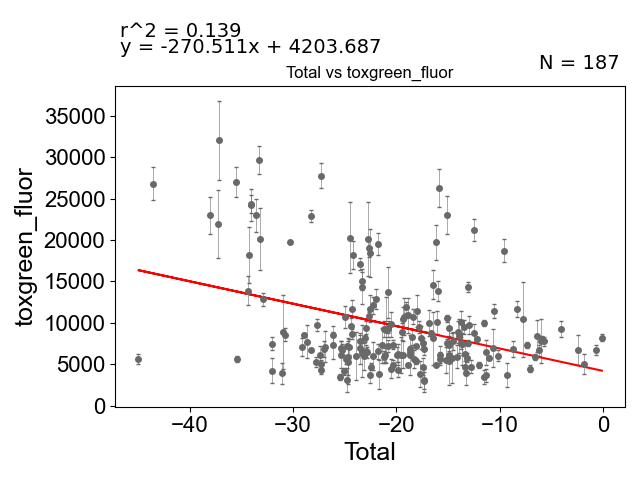 r^2 = 0.139
y = -270.511x + 4203.687
N = 187
Total vs toxgreen_fluor
35000
30000
25000
20000
15000
10000
5000
0
toxgreen_fluor
−40
−30
−20
−10
0
Total